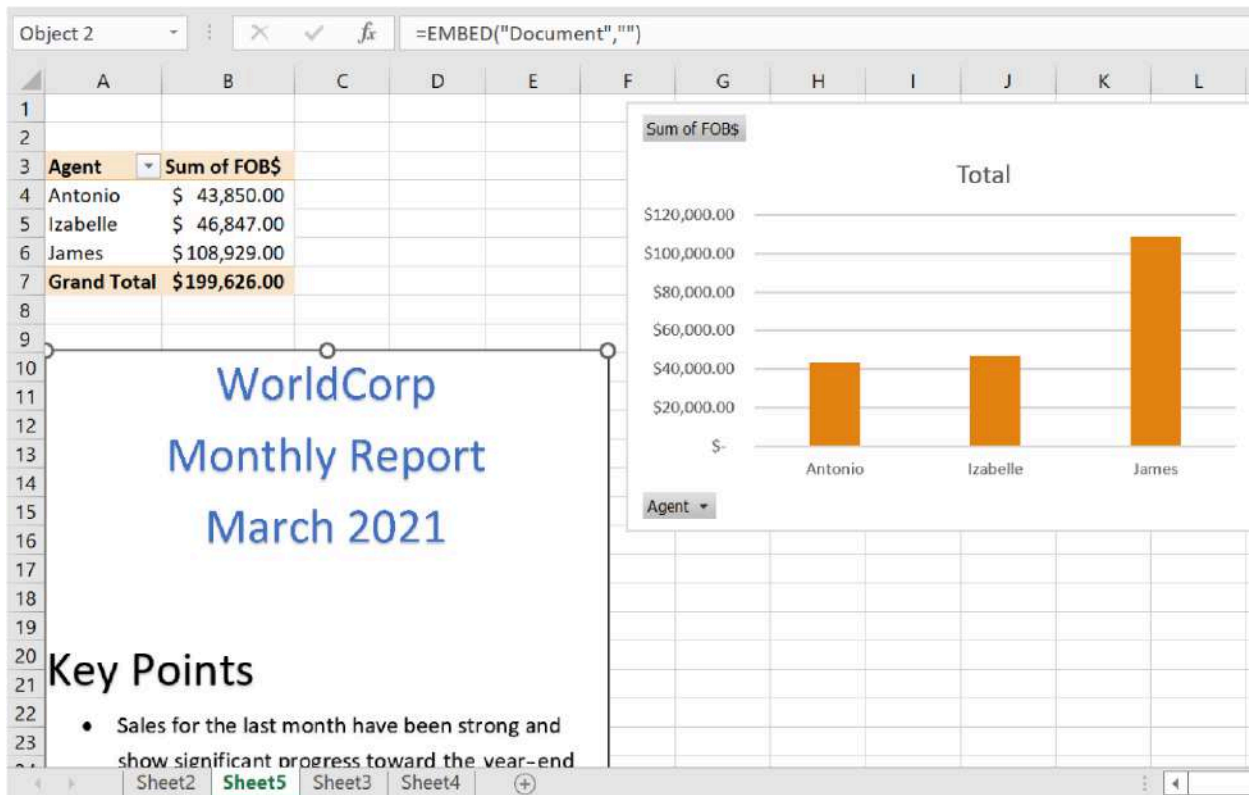 Object 2 fx =EMBED("Document","")
A B C D E F G H I J K L
1
2
3 Agent Sum of FOB$
4 Antonio $ 43,850.00
5 Izabelle $ 46,847.00
6 James $108,929.00
7 Grand Total $199,626.00
8
9
10
11
12
13
14
15
16
17
18
19
20
21
22
23
WorldCorp
Monthly Report
March 2021
Key Points
• Sales for the last month have been strong and
show significant progress toward the year-end
Sum of FOB$
Total
$120,000.00
$100,000.00
$80,000.00
$60,000.00
$40,000.00
$20,000.00
$-
Antonio Izabelle James
Agent
Sheet2 Sheet5 Sheet3 Sheet4